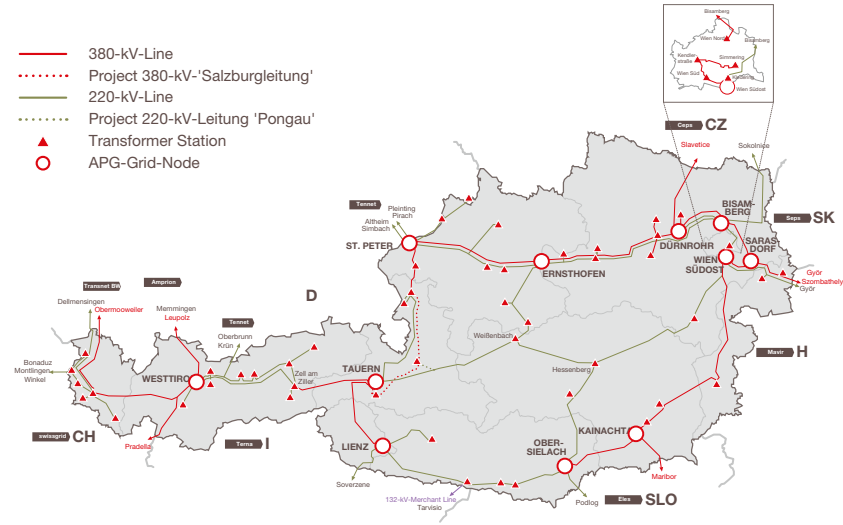 380-kV-Line
Project 380-kV-'Salzburgleitung'
220-kV-Line
Project 220-kV-Leitung 'Pongau'
Transformer Station
APG-Grid-Node
Bisamberg
Wien Nord
Bisamberg
Kendler-
straße
Simmering
Wien Süd
Kledering
Wien Südost
Ceps
CZ
Slavetice
Sokolnice
Tennet
Pleinting
Pirach
Altheim
Simbach
ST. PETER
BISAM-
BERG
Seps
SK
DÜRNROHR
SARAS-
DORF
WIEN
SÜDOST
ERNSTHOFEN
Györ
Szombathely
Györ
Transnet BW
Amprion
D
Dellmensingen
Obermooweiler
Memmingen
Leupolz
Tennet
Oberbrunn
Krün
Weißenbach
Mavir
H
Bonaduz
Montlingen
Winkel
WESTTIROL
Zell am
Ziller
TAUERN
Hessenberg
swissgrid
CH
Pradella
Terna
I
LIENZ
OBER-
SIELACH
KAINACHTAL
Soverzene
132-kV-Merchant Line
Tarvisio
Podlog
Maribor
Eles
SLO